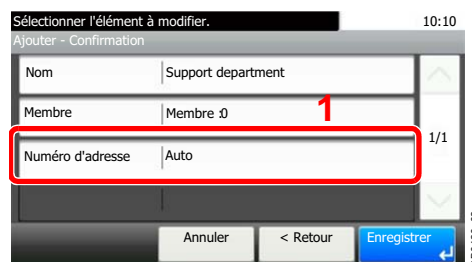 Sélectionner l'élément à modifier. 10:10
Ajouter - Confirmation
Nom Support department
Membre Membre :0 1
1/1
Numéro d'adresse Auto
Annuler < Retour Enregistrer